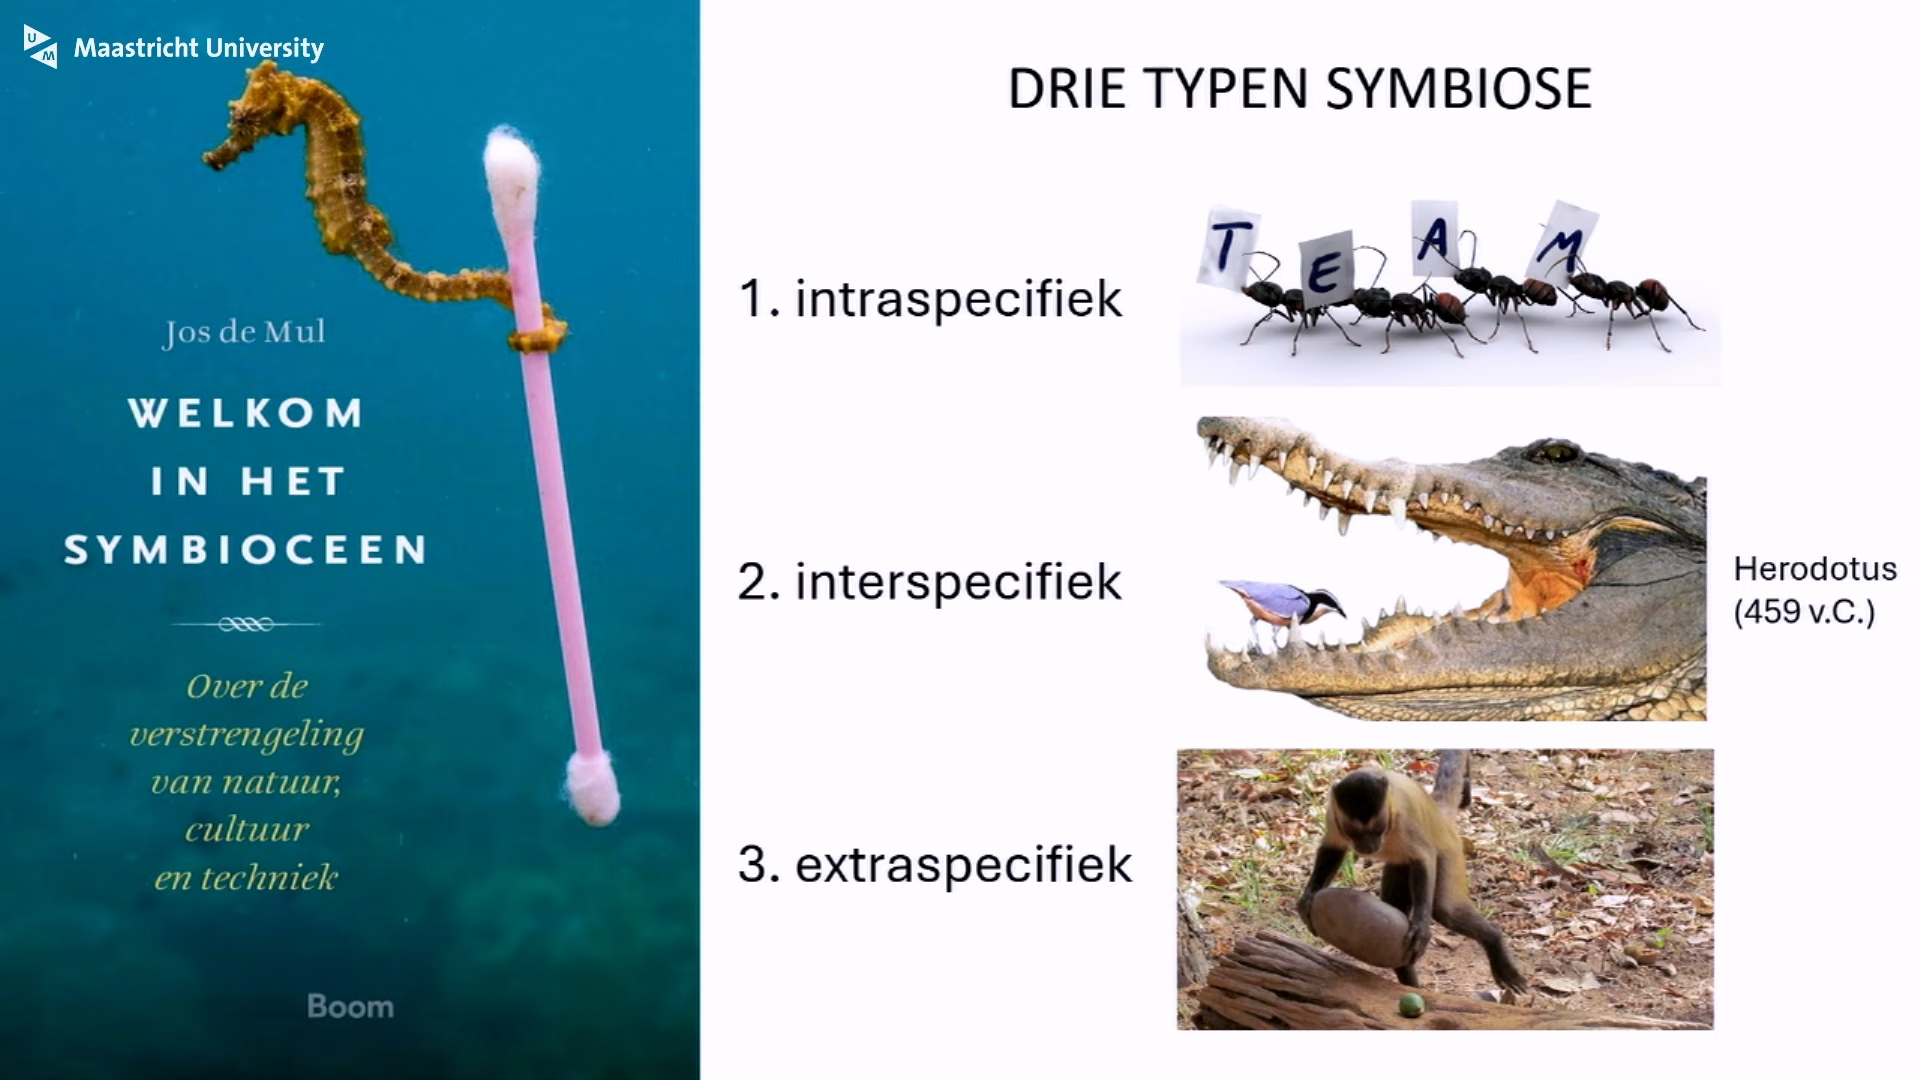 Maastricht University
Jos de Mul
WELKOM
IN HET
SYMBIOCEEN
Over de
verstrengeling
van natuur,
cultuur
en techniek
Boom
DRIE TYPEN SYMBIOSE
T E A M
1. intraspecifiek
2. interspecifiek
Herodotus
(459 v.C.)
3. extraspecifiek